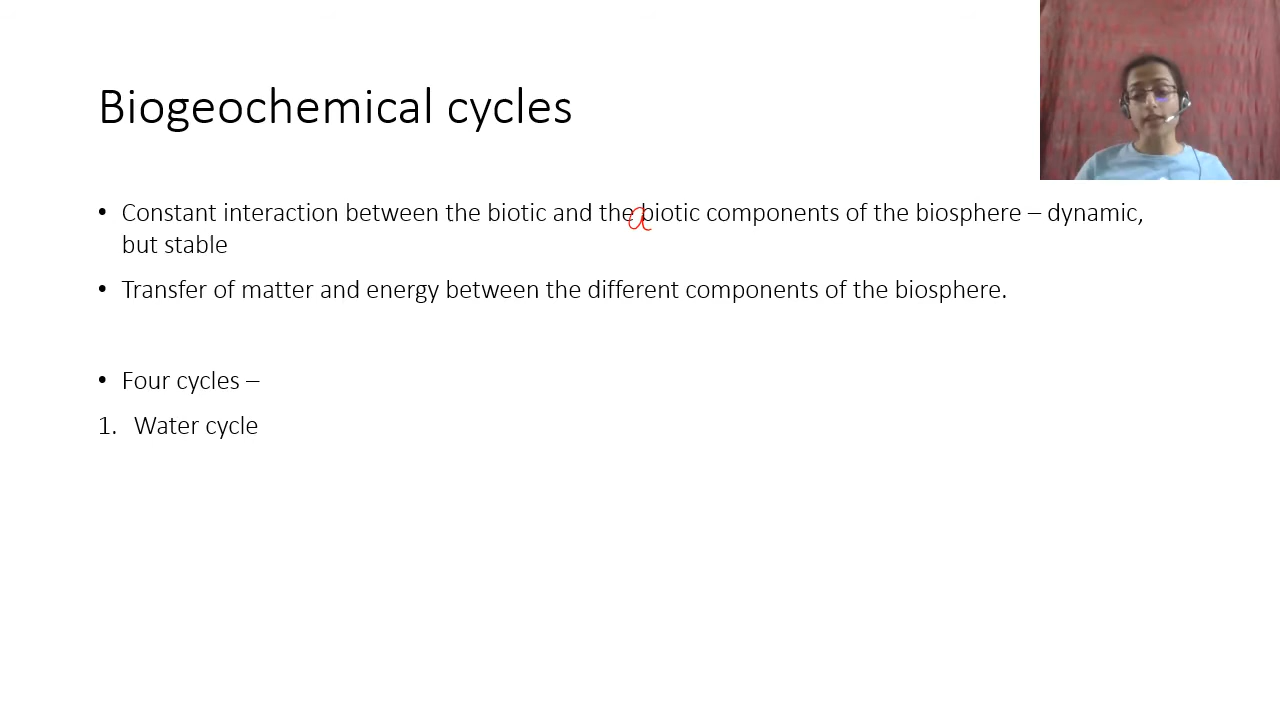 Biogeochemical cycles
• Constant interaction between the biotic and the abiotic components of the biosphere – dynamic,
but stable
• Transfer of matter and energy between the different components of the biosphere.
• Four cycles –
1. Water cycle